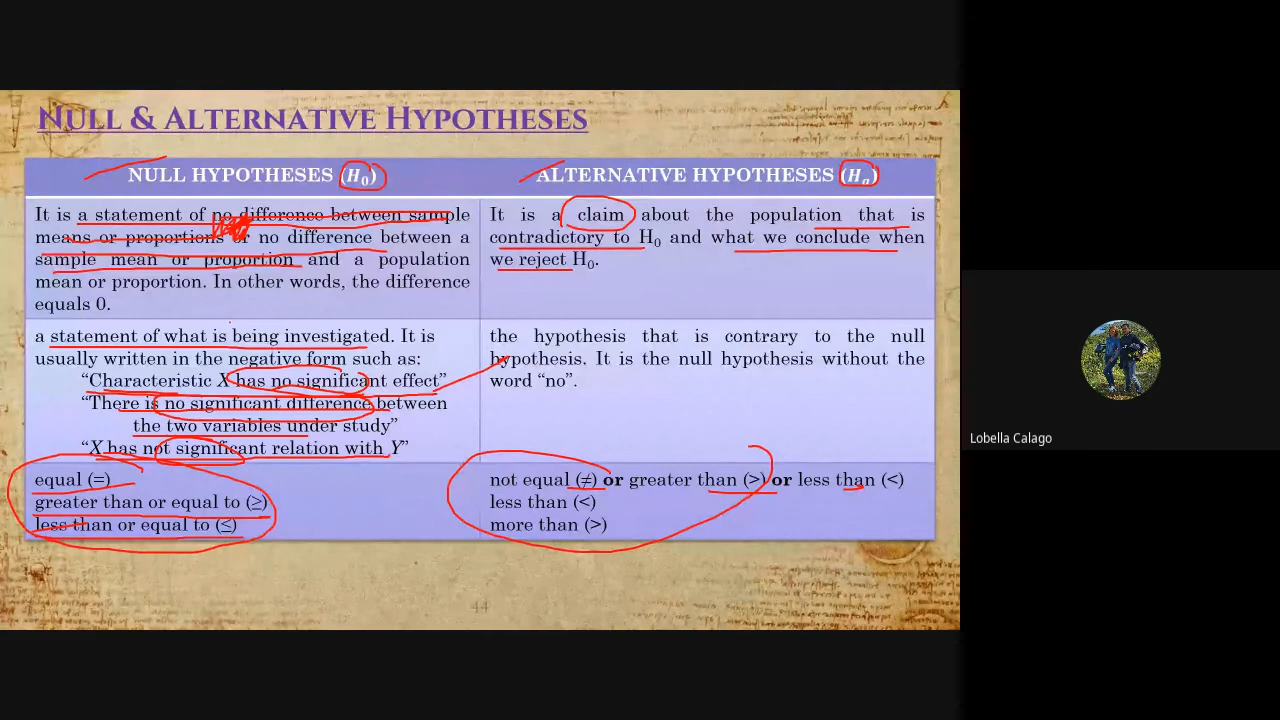 NULL & ALTERNATIVE HYPOTHESES
NULL HYPOTHESES (H₀)
It is a statement of no difference between sample
means or proportions or no difference between a
sample mean or proportion and a population
mean or proportion. In other words, the difference
equals 0.
ALTERNATIVE HYPOTHESES (Hₐ)
It is a claim about the population that is
contradictory to H₀ and what we conclude when
we reject H₀.
a statement of what is being investigated. It is
usually written in the negative form such as:
“Characteristic X has no significant effect”
“There is no significant difference between
the two variables under study”
“X has not significant relation with Y”
the hypothesis that is contrary to the null
hypothesis. It is the null hypothesis without the
word “no”.
equal (=)
greater than or equal to (≥)
less than or equal to (≤)
not equal (≠) or greater than (>) or less than (<)
less than (<)
more than (>)
44
Lobella Calago